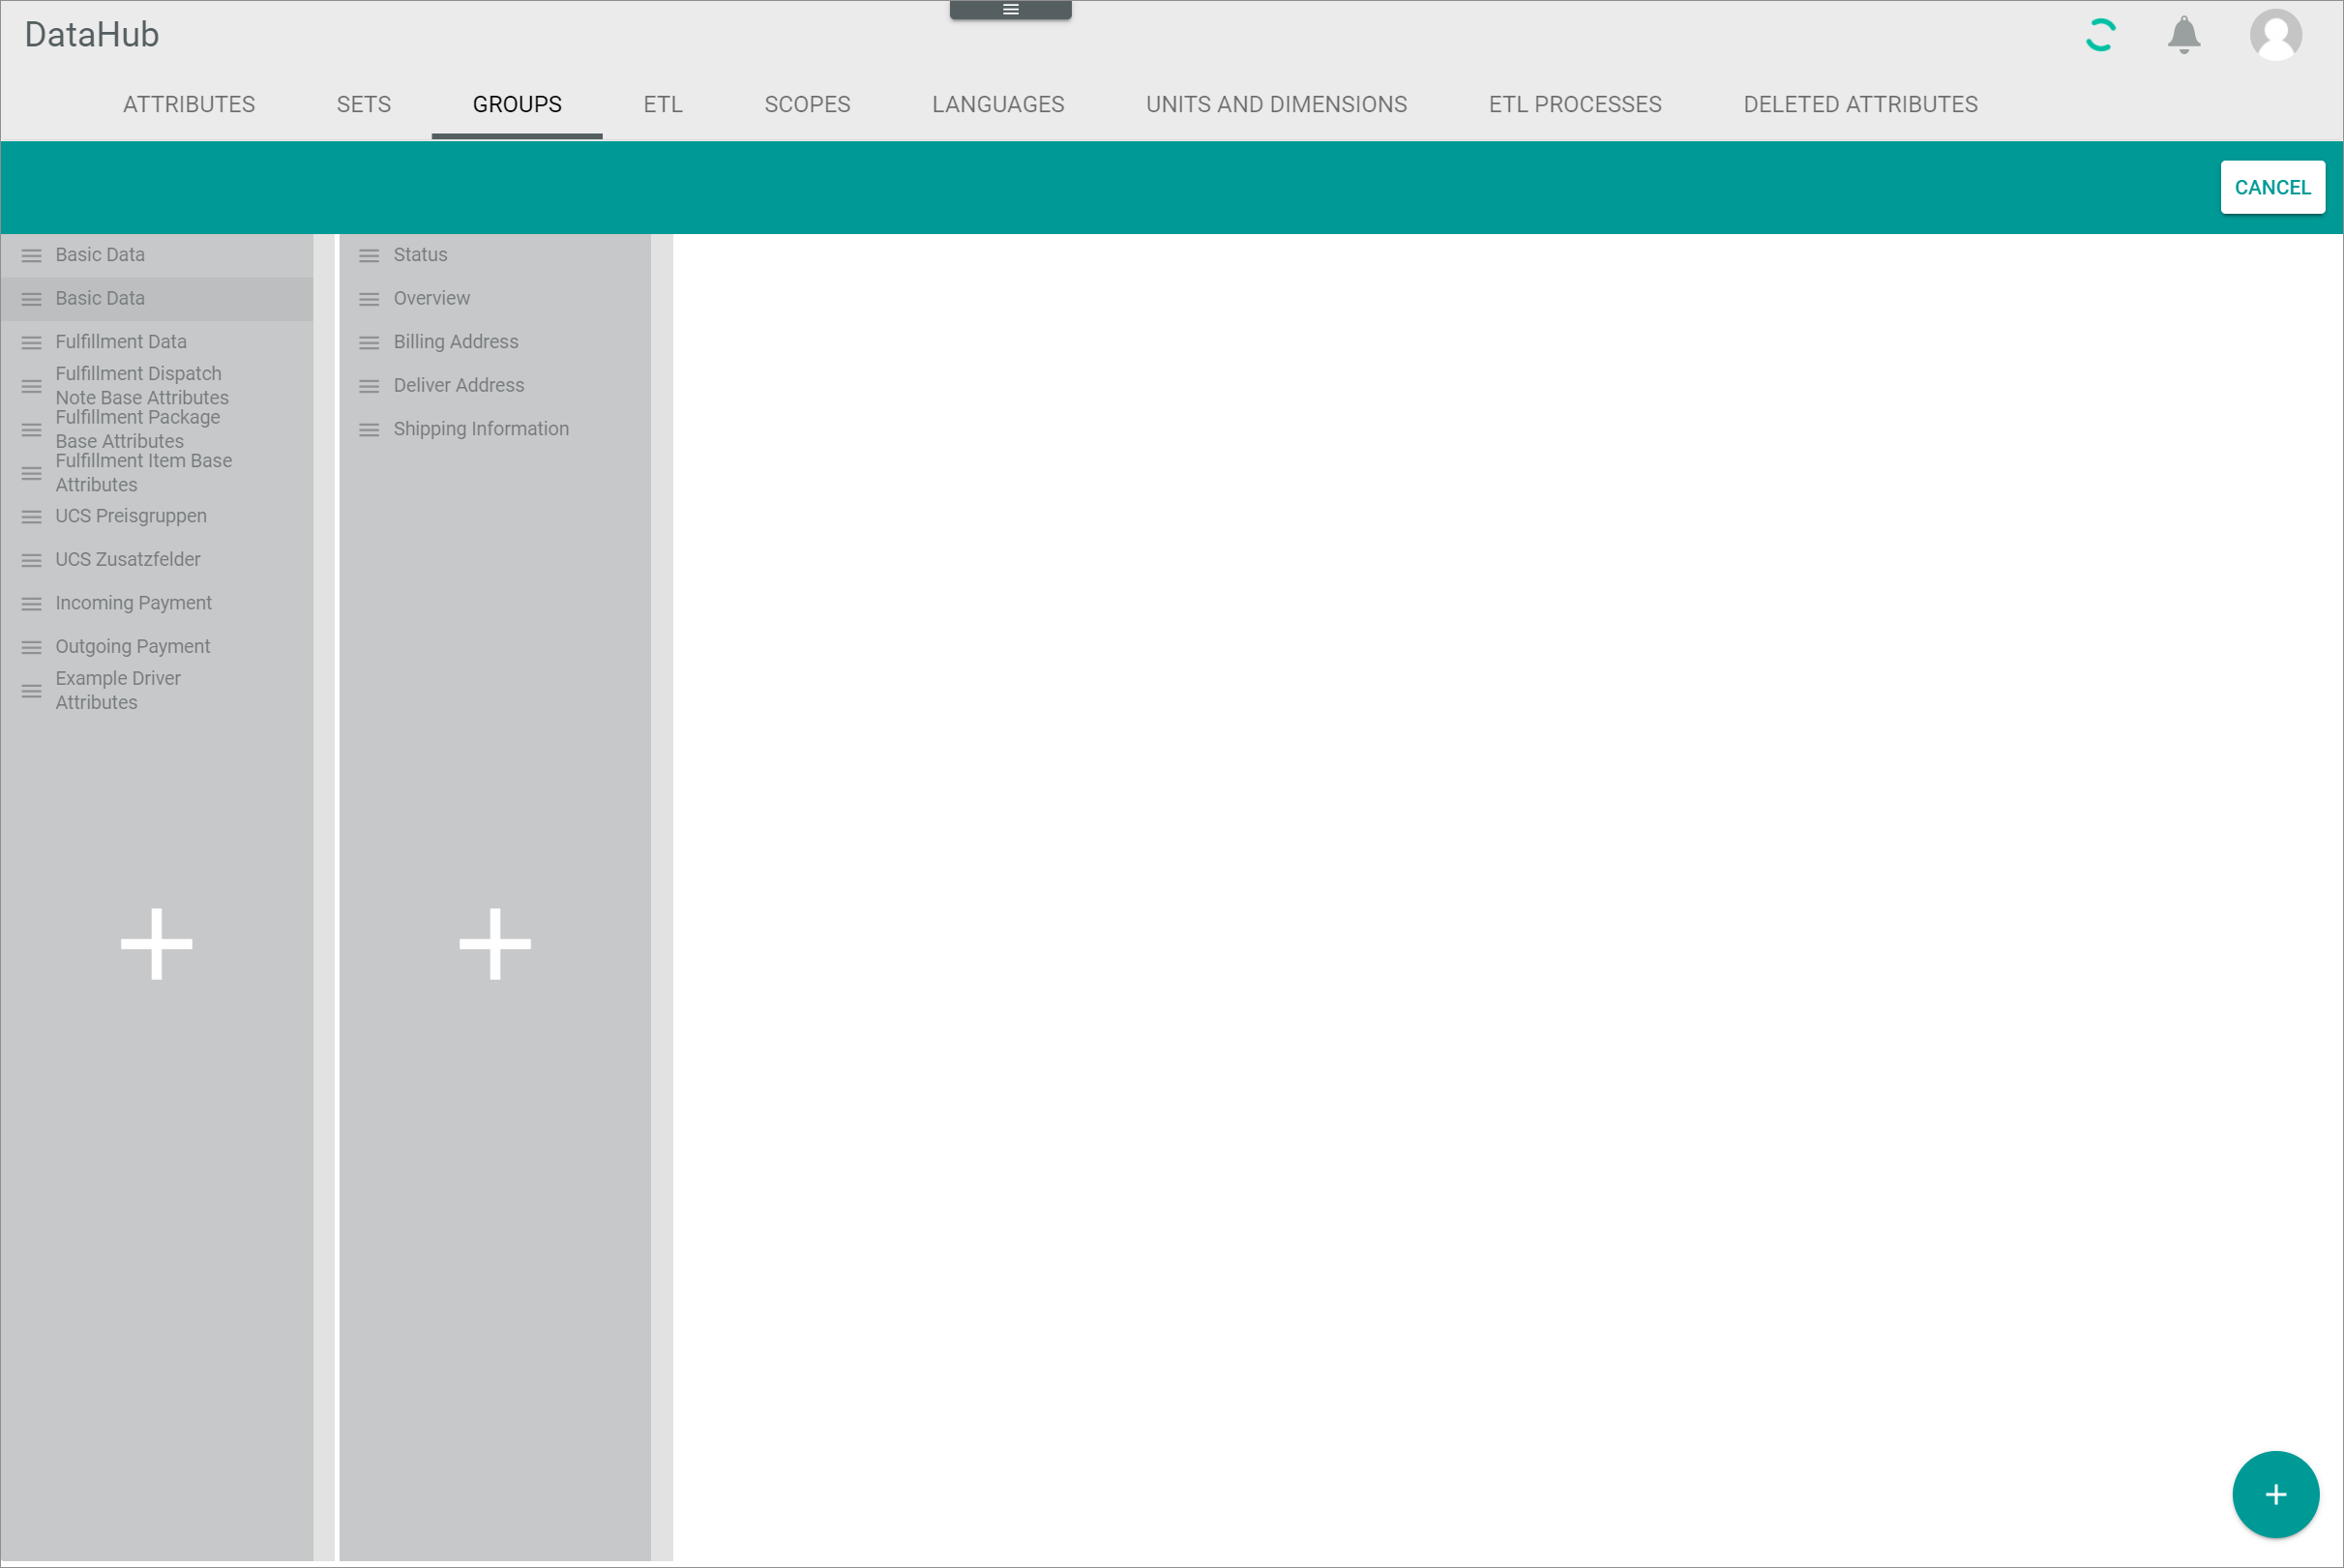 DataHub
ATTRIBUTES SETS GROUPS ETL SCOPES LANGUAGES UNITS AND DIMENSIONS ETL PROCESSES DELETED ATTRIBUTES
CANCEL
Basic Data
Basic Data
Fulfillment Data
Fulfillment Dispatch
Note Base Attributes
Fulfillment Package
Base Attributes
Fulfillment Item Base
Attributes
UCS Preisgruppen
UCS Zusatzfelder
Incoming Payment
Outgoing Payment
Example Driver
Attributes
Status
Overview
Billing Address
Deliver Address
Shipping Information